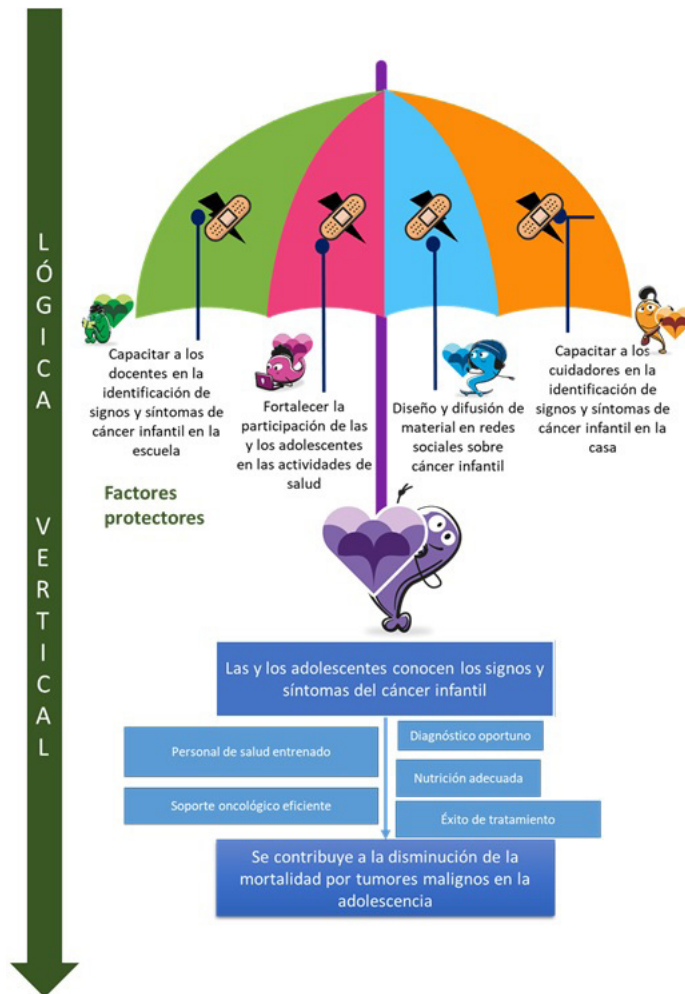 LÓGICA VERTICAL
Capacitar a los
docentes en la
identificación de
signos y síntomas de
cáncer infantil en la
escuela
Fortalecer la
participación de las
y los adolescentes
en las actividades de
salud
Diseño y difusión de
material en redes
sociales sobre
cáncer infantil
Capacitar a los
cuidadores en la
identificación de
signos y síntomas de
cáncer infantil en la
casa
Factores
protectores
Las y los adolescentes conocen los signos y
síntomas del cáncer infantil
Personal de salud entrenado
Diagnóstico oportuno
Nutrición adecuada
Soporte oncológico eficiente
Éxito de tratamiento
Se contribuye a la disminución de la
mortalidad por tumores malignos en la
adolescencia